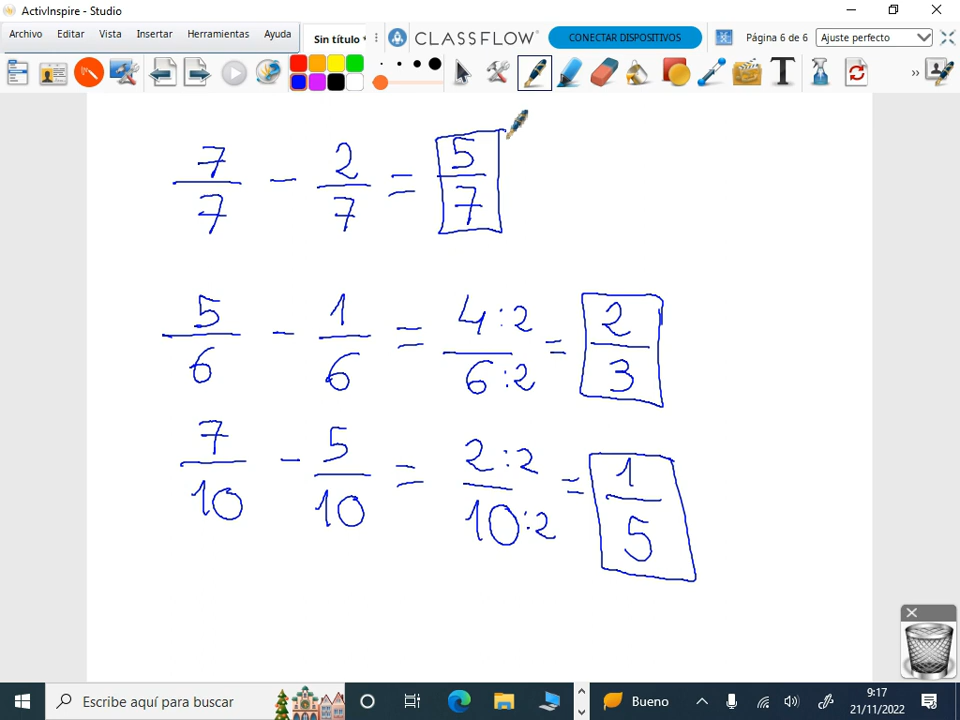 ActivInspire - Studio
Archivo Editar Vista Insertar Herramientas Ayuda
Sin título
CLASSFLOW
CONECTAR DISPOSITIVOS
Página 6 de 6
Ajuste perfecto
7/7 - 2/7 = 5/7
5/6 - 1/6 = 4:2/6:2 = 2/3
7/10 - 5/10 = 2:2/10:2 = 1/5
Escribe aquí para buscar
Bueno
9:17
21/11/2022